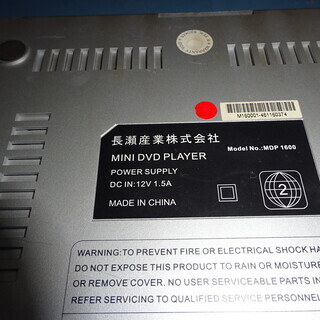 M160001-461160374
長瀬産業株式会社
MINI DVD PLAYER
Model No.:MDP 1600
POWER SUPPLY
DC IN:12V 1.5A
MADE IN CHINA
2
WARNING:TO PREVENT FIRE OR ELECTRICAL SHOCK HA
DO NOT EXPOSE THIS PRODUCT TO RAIN OR MOISTURE
OR REMOVE COVER. NO USER SERVICEABLE PARTS IN
REFER SERVICING TO QUALIFIED SERVICE PERSONNEL